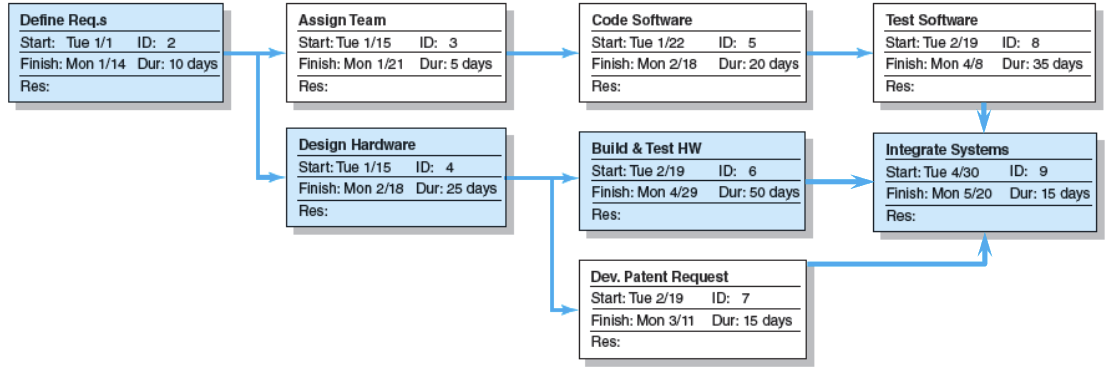 Define Req.s
Start: Tue 1/1 ID: 2
Finish: Mon 1/14 Dur: 10 days
Res:
Assign Team
Start: Tue 1/15 ID: 3
Finish: Mon 1/21 Dur: 5 days
Res:
Code Software
Start: Tue 1/22 ID: 5
Finish: Mon 2/18 Dur: 20 days
Res:
Test Software
Start: Tue 2/19 ID: 8
Finish: Mon 4/8 Dur: 35 days
Res:
Design Hardware
Start: Tue 1/15 ID: 4
Finish: Mon 2/18 Dur: 25 days
Res:
Build & Test HW
Start: Tue 2/19 ID: 6
Finish: Mon 4/29 Dur: 50 days
Res:
Integrate Systems
Start: Tue 4/30 ID: 9
Finish: Mon 5/20 Dur: 15 days
Res:
Dev. Patent Request
Start: Tue 2/19 ID: 7
Finish: Mon 3/11 Dur: 15 days
Res: